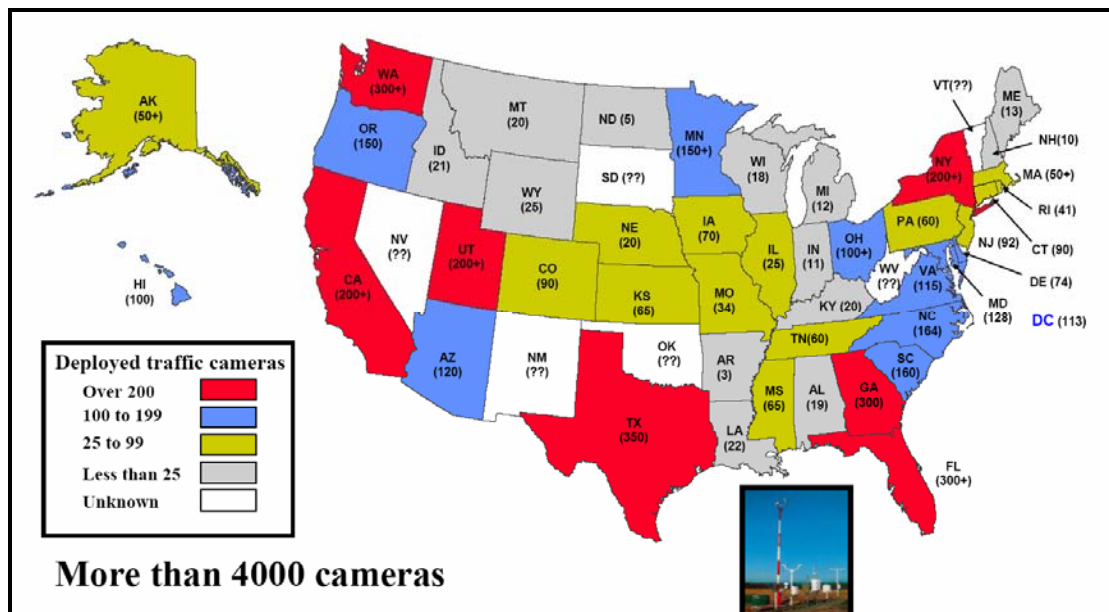 AK
(50+)
HI
(100)
WA
(300+)
OR
(150)
CA
(200+)
NV
(??)
ID
(21)
MT
(20)
WY
(25)
UT
(200+)
AZ
(120)
CO
(90)
NM
(??)
ND (5)
SD (??)
NE
(20)
KS
(65)
OK
(??)
TX
(350)
MN
(150+)
IA
(70)
MO
(34)
AR
(3)
LA
(22)
WI
(18)
IL
(25)
MS
(65)
MI
(12)
IN
(11)
KY (20)
TN(60)
AL
(19)
OH
(100+)
WV
(??)
VA
(115)
NC
(164)
SC
(160)
GA
(300)
FL
(300+)
PA (60)
NY
(200+)
VT(??)
ME
(13)
NH(10)
MA (50+)
RI (41)
CT (90)
NJ (92)
DE (74)
MD
(128)
DC (113)
Deployed traffic cameras
Over 200
100 to 199
25 to 99
Less than 25
Unknown
More than 4000 cameras